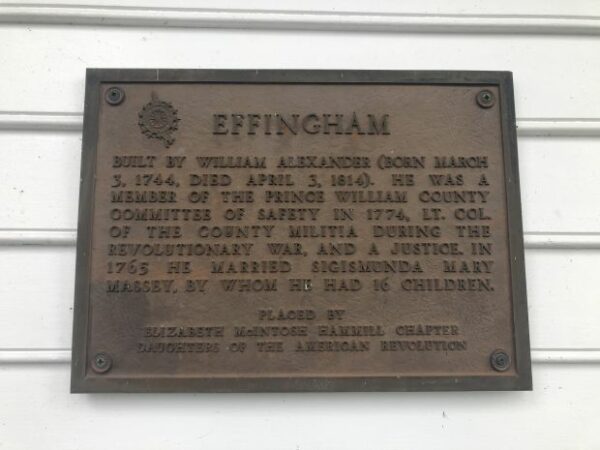 EFFINGHAM
BUILT BY WILLIAM ALEXANDER (BORN MARCH
3, 1744, DIED APRIL 3, 1814). HE WAS A
MEMBER OF THE PRINCE WILLIAM COUNTY
COMMITTEE OF SAFETY IN 1774, LT. COL.
OF THE COUNTY MILITIA DURING THE
REVOLUTIONARY WAR, AND A JUSTICE. IN
1765 HE MARRIED SIGISMUNDA MARY
MASSEY, BY WHOM HE HAD 16 CHILDREN.
PLACED BY
ELIZABETH McINTOSH HAMMILL CHAPTER
DAUGHTERS OF THE AMERICAN REVOLUTION